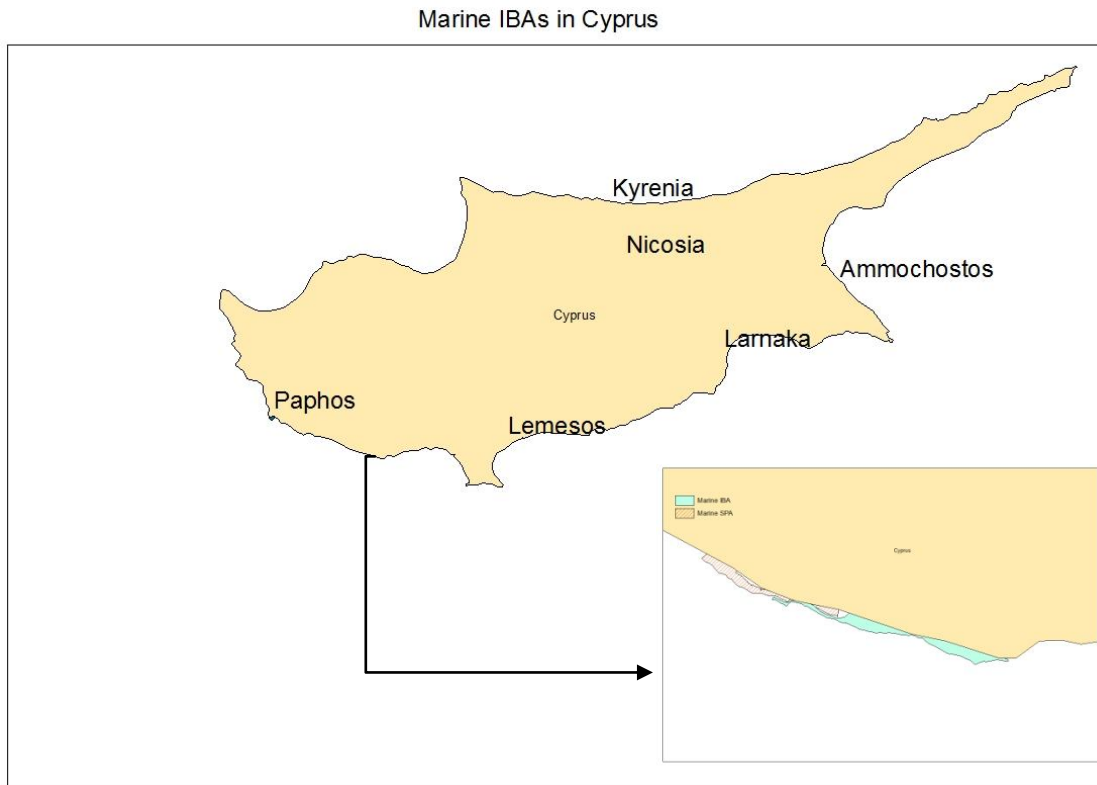 Marine IBAs in Cyprus
Kyrenia
Nicosia
Ammochostos
Cyprus
Larnaka
Paphos
Lemesos
Marine IBA
Marine SPA
Cyprus